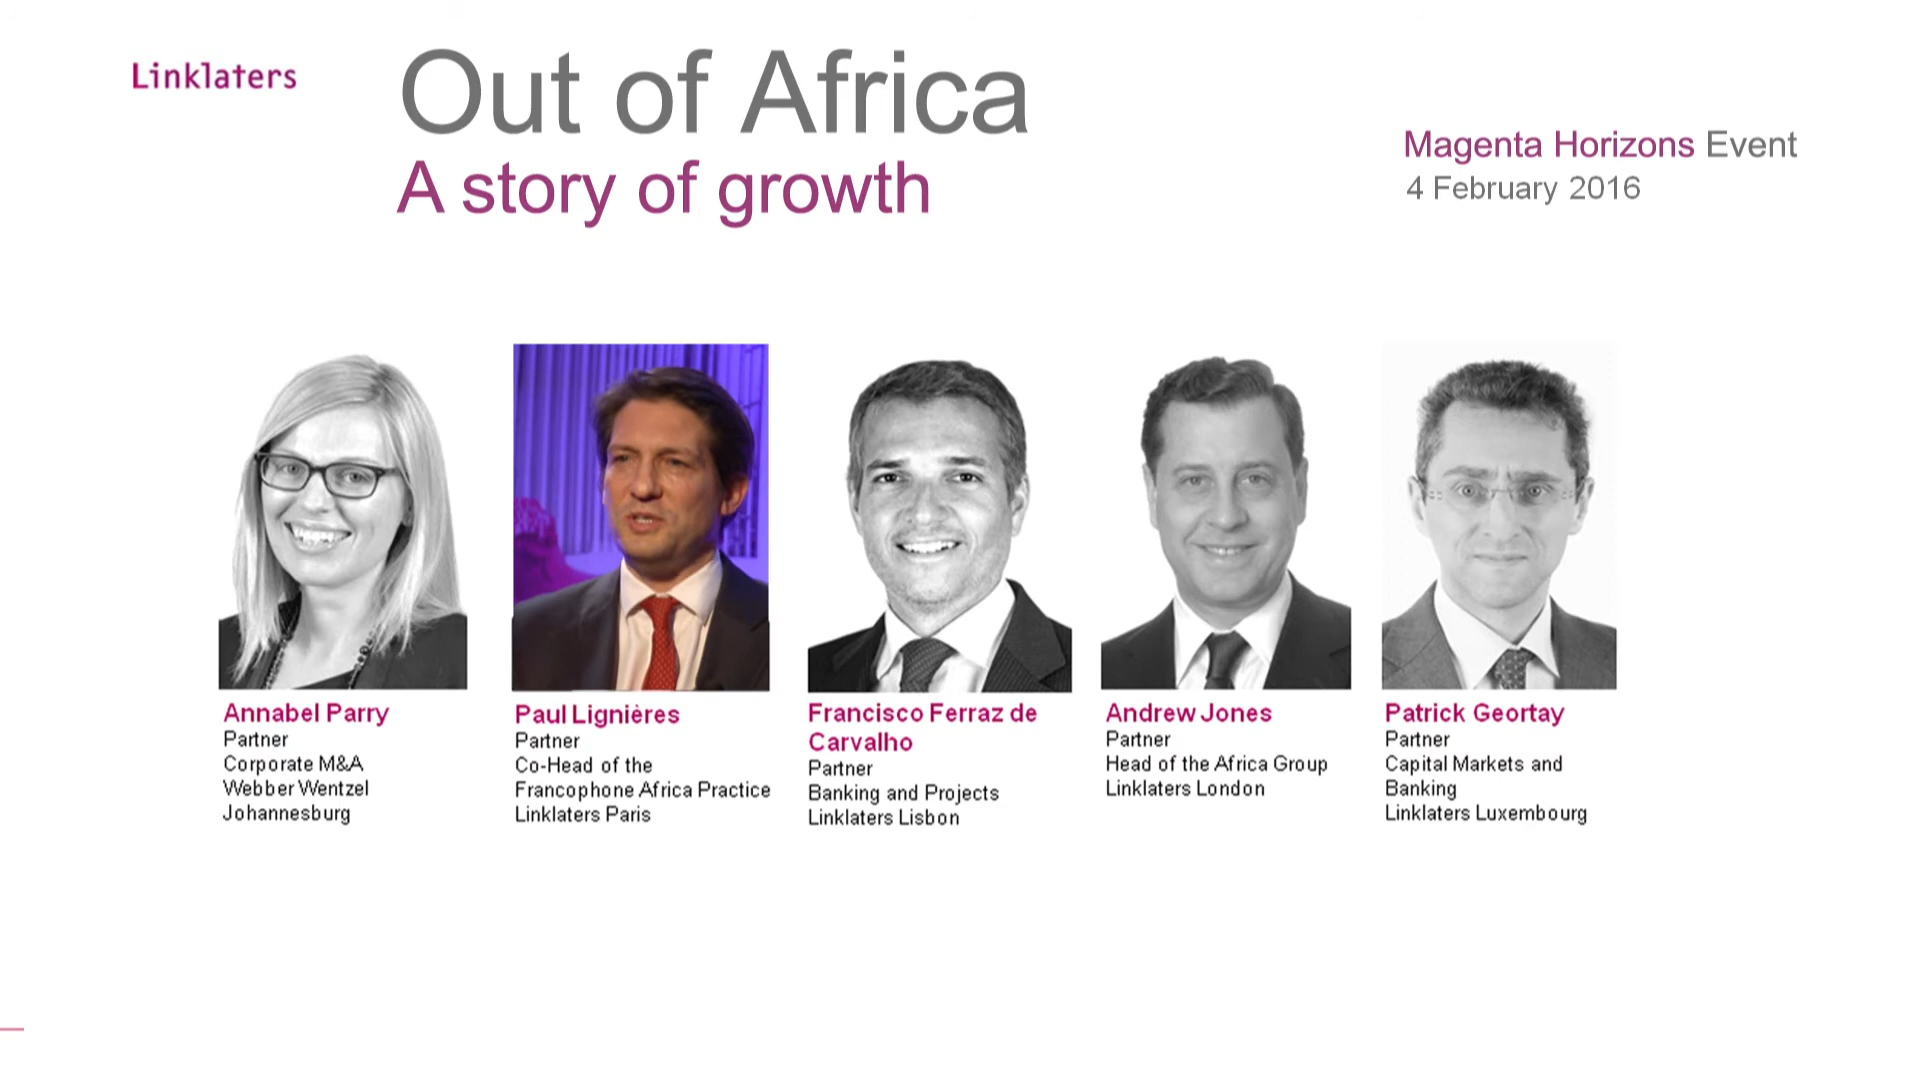 Linklaters
Out of Africa
A story of growth
Magenta Horizons Event
4 February 2016
Annabel Parry
Partner
Corporate M&A
Webber Wentzel
Johannesburg
Paul Lignières
Partner
Co-Head of the
Francophone Africa Practice
Linklaters Paris
Francisco Ferraz de
Carvalho
Partner
Banking and Projects
Linklaters Lisbon
Andrew Jones
Partner
Head of the Africa Group
Linklaters London
Patrick Geortay
Partner
Capital Markets and
Banking
Linklaters Luxembourg